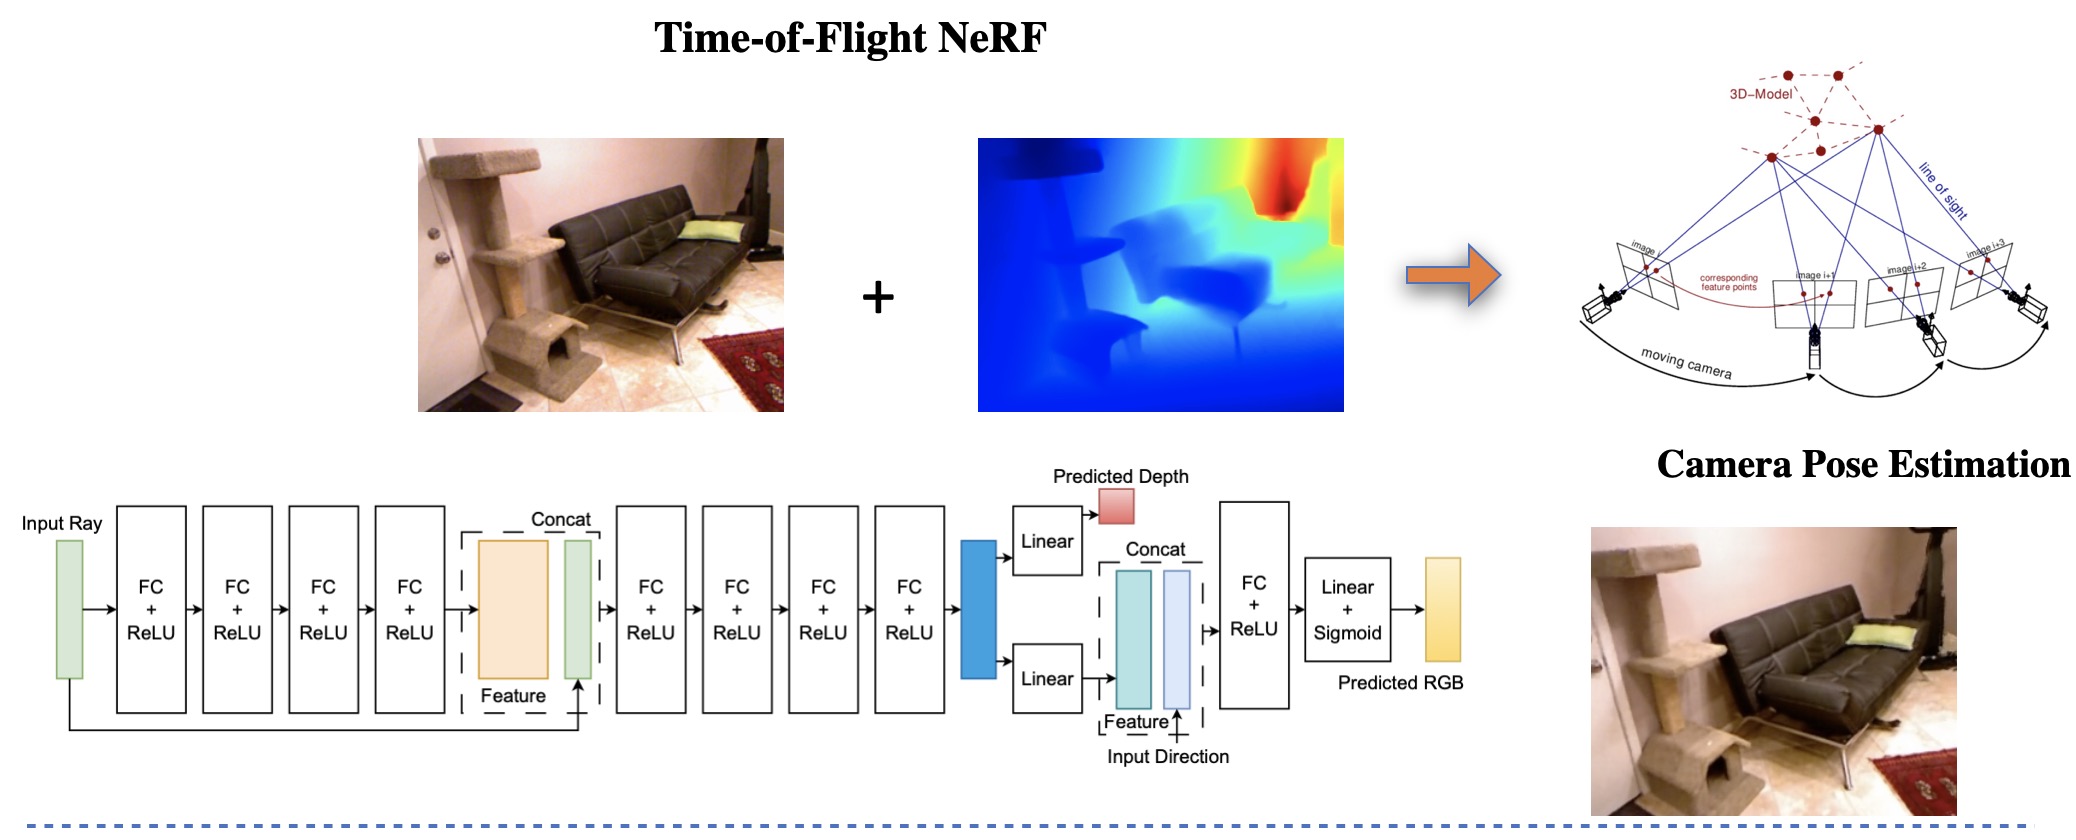 Time-of-Flight NeRF
+
3D−Model
line of sight
image i
image i+1
image i+2
image i+3
corresponding
feature points
moving camera
Camera Pose Estimation
Input Ray
FC
+
ReLU
FC
+
ReLU
FC
+
ReLU
FC
+
ReLU
Concat
Feature
FC
+
ReLU
FC
+
ReLU
FC
+
ReLU
FC
+
ReLU
Linear
Predicted Depth
Linear
Concat
Feature
Input Direction
FC
+
ReLU
Linear
+
Sigmoid
Predicted RGB